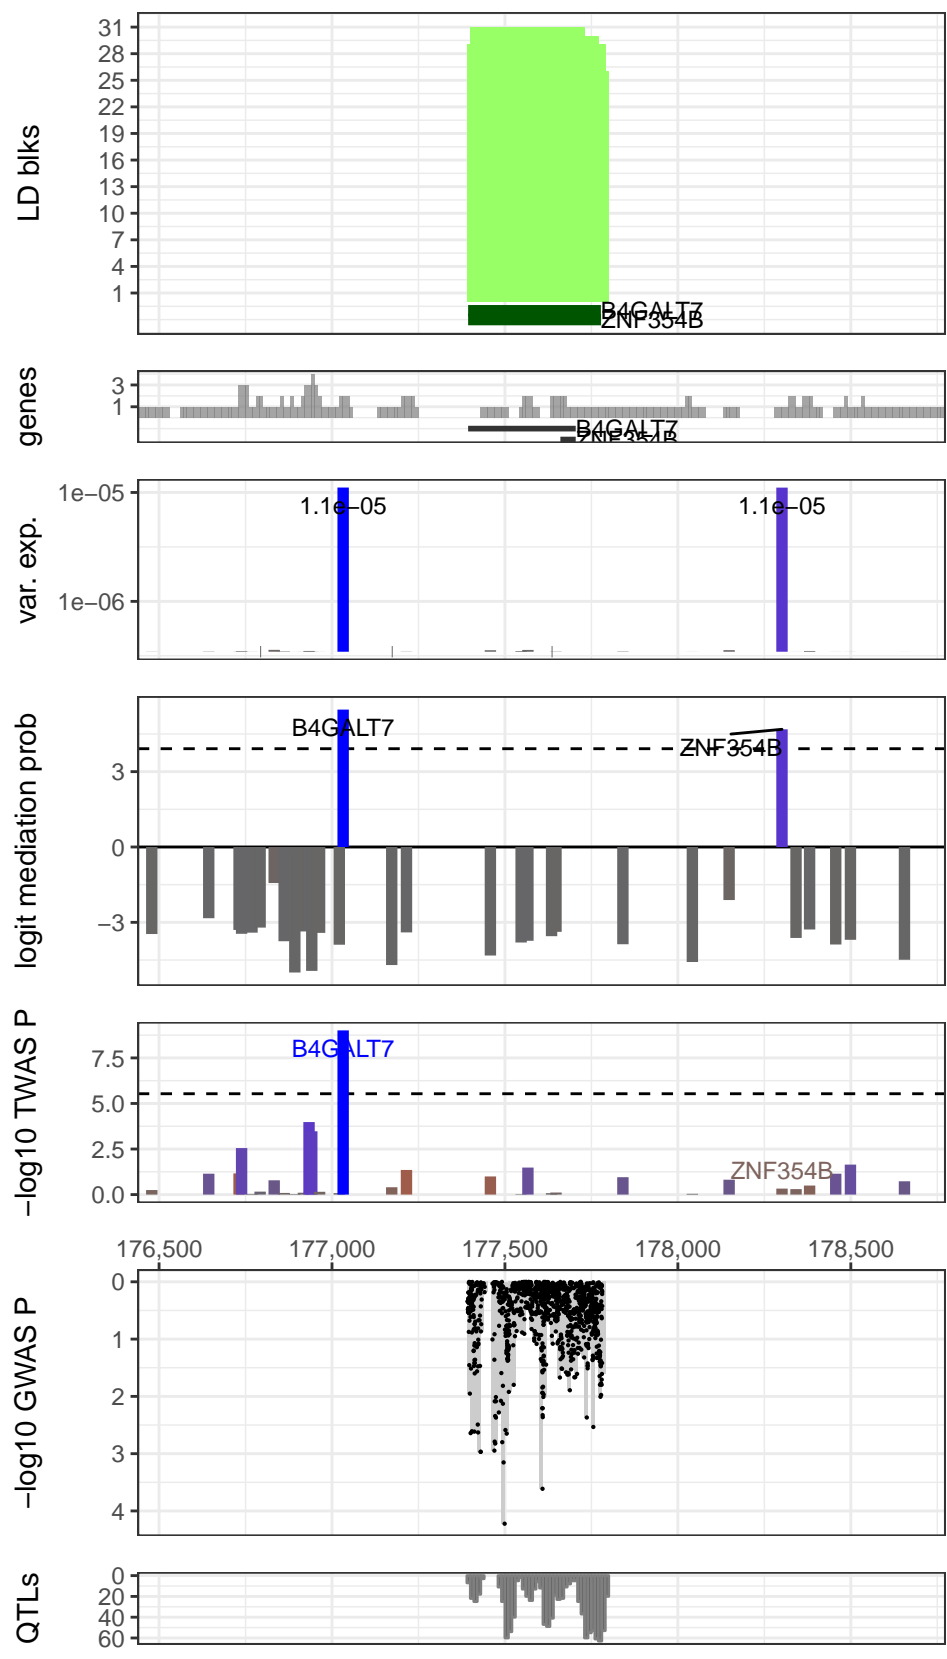 LD blks
31
28
25
22
19
16
13
10
7
4
1
B4GALT7
ZNF354B
genes
3
1
B4GALT7
ZNF354B
var. exp.
1e−05
1e−06
1.1e−05
1.1e−05
logit mediation prob
3
0
−3
B4GALT7
ZNF354B
−log10 TWAS P
7.5
5.0
2.5
0.0
B4GALT7
ZNF354B
176,500 177,000 177,500 178,000 178,500
−log10 GWAS P
0
1
2
3
4
QTLs
0
20
40
60